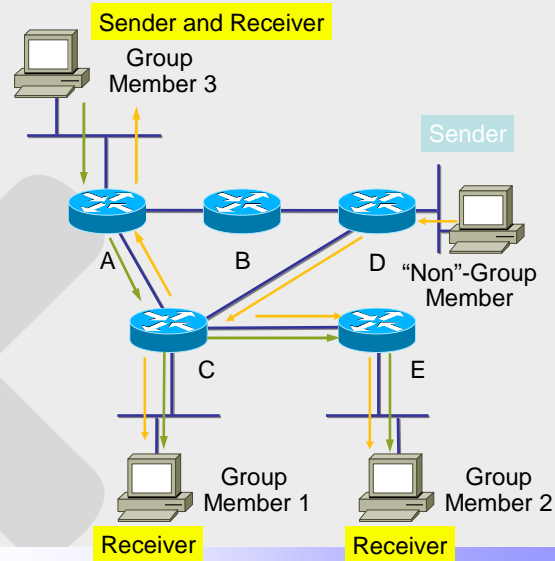 Sender and Receiver
Group
Member 3
Sender
A
B
D
“Non”-Group
Member
C
E
Group
Member 1
Group
Member 2
Receiver
Receiver